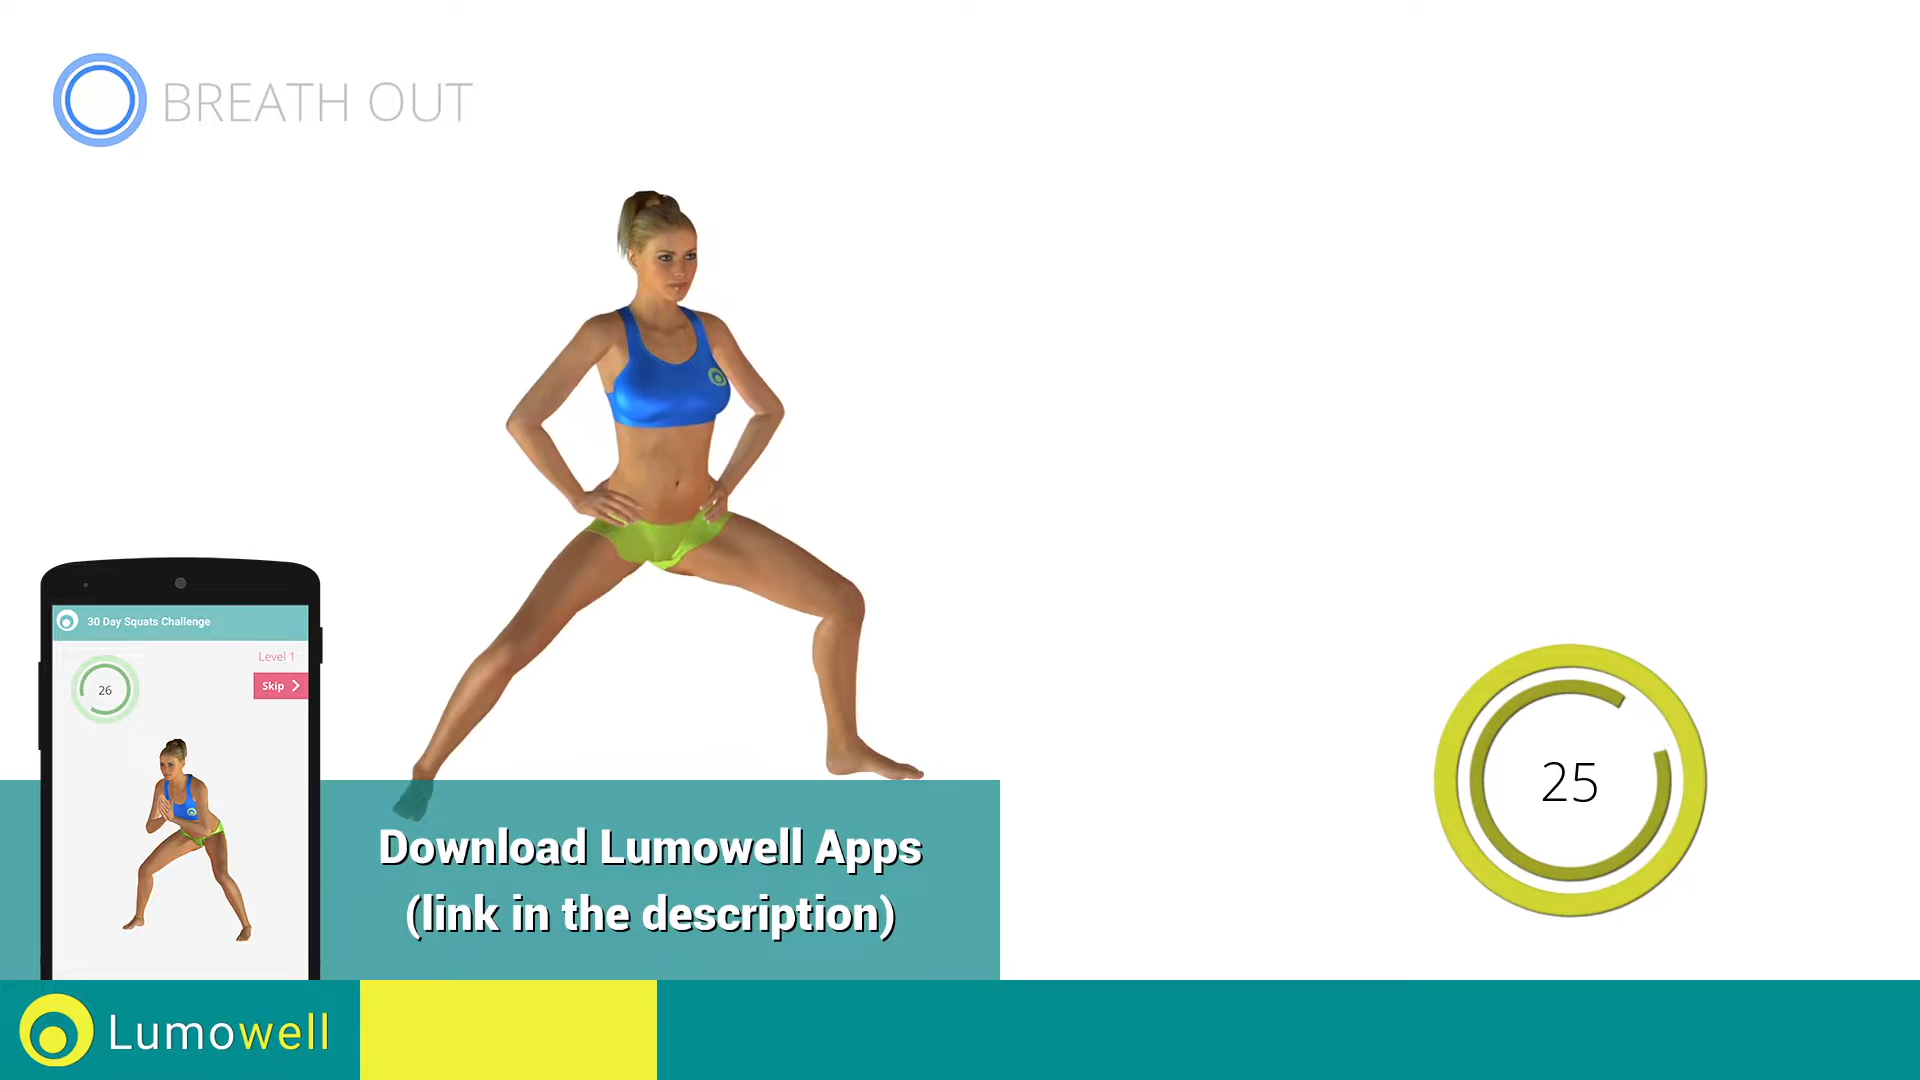 BREATH OUT
30 Day Squats Challenge
Level 1
26
Skip
25
Download Lumowell Apps
(link in the description)
Lumowell